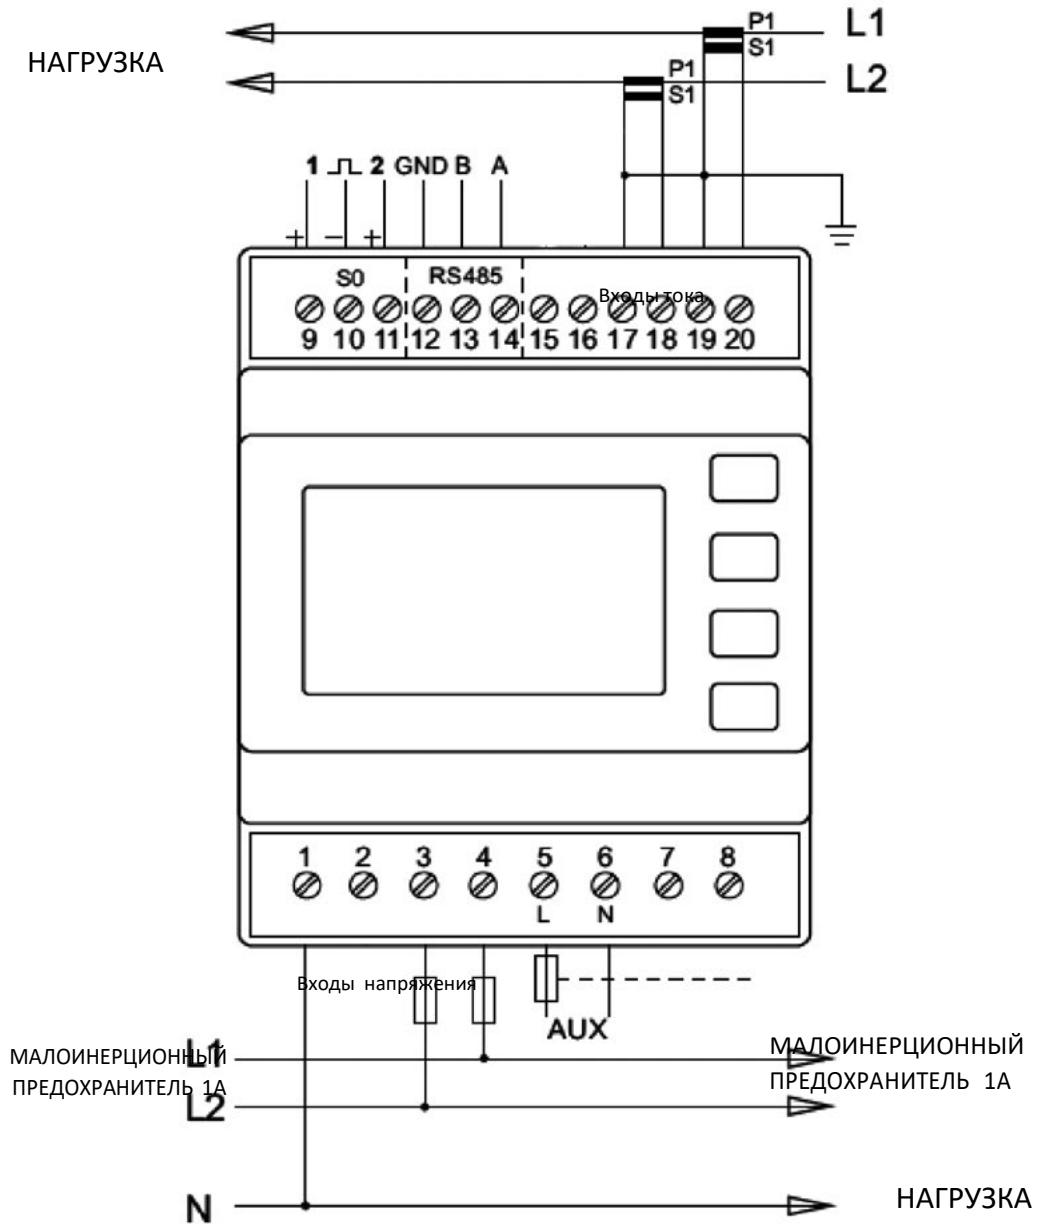 P1 L1
S1
НАГРУЗКА
P1 L2
S1
1 2 GND B A
+ − +
S0 RS485
Входы тока
9 10 11 12 13 14 15 16 17 18 19 20
1 2 3 4 5 6 7 8
L N
Входы напряжения
AUX
L1
МАЛОИНЕРЦИОННЫЙ
ПРЕДОХРАНИТЕЛЬ 1А
L2
МАЛОИНЕРЦИОННЫЙ
ПРЕДОХРАНИТЕЛЬ 1А
N
НАГРУЗКА